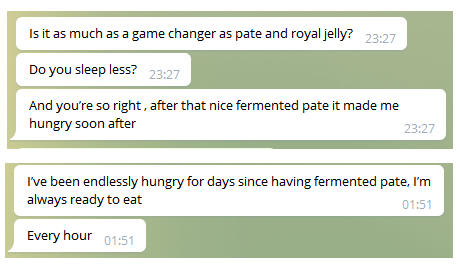 Is it as much as a game changer as pate and royal jelly? 23:27
Do you sleep less? 23:27
And you’re so right , after that nice fermented pate it made me
hungry soon after
23:27
I’ve been endlessly hungry for days since having fermented pate, I’m
always ready to eat
01:51
Every hour 01:51